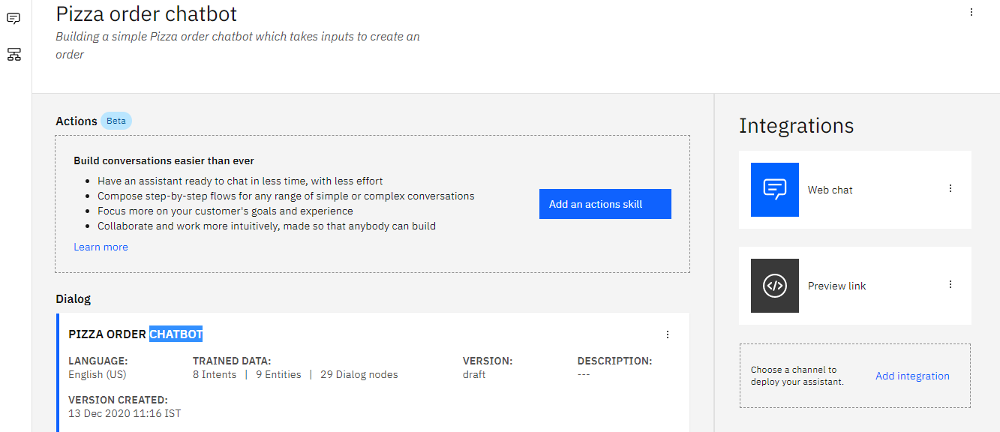 Pizza order chatbot
Building a simple Pizza order chatbot which takes inputs to create an
order
Actions Beta
Build conversations easier than ever
Have an assistant ready to chat in less time, with less effort
Compose step-by-step flows for any range of simple or complex conversations
Focus more on your customer's goals and experience
Collaborate and work more intuitively, made so that anybody can build
Learn more
Add an actions skill
Dialog
PIZZA ORDER CHATBOT
LANGUAGE:
English (US)
TRAINED DATA:
8 Intents | 9 Entities | 29 Dialog nodes
VERSION:
draft
DESCRIPTION:
---
VERSION CREATED:
13 Dec 2020 11:16 IST
Integrations
Web chat
Preview link
Choose a channel to
deploy your assistant.
Add integration